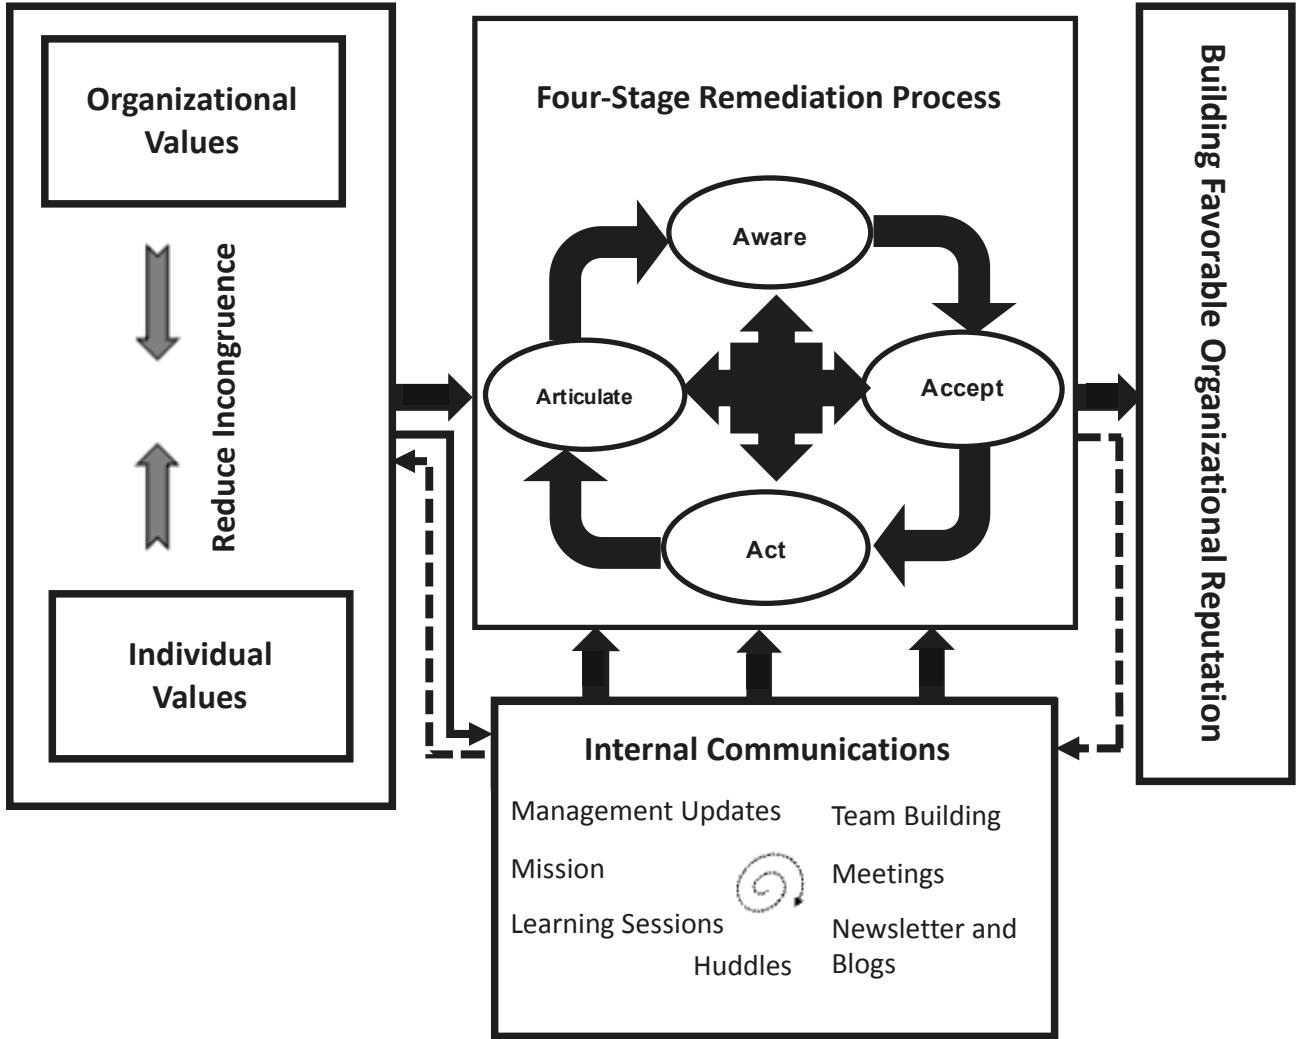 Organizational
Values
Reduce Incongruence
Individual
Values
Four-Stage Remediation Process
Aware
Articulate
Accept
Act
Internal Communications
Management Updates
Mission
Learning Sessions
Huddles
Team Building
Meetings
Newsletter and
Blogs
Building Favorable Organizational Reputation